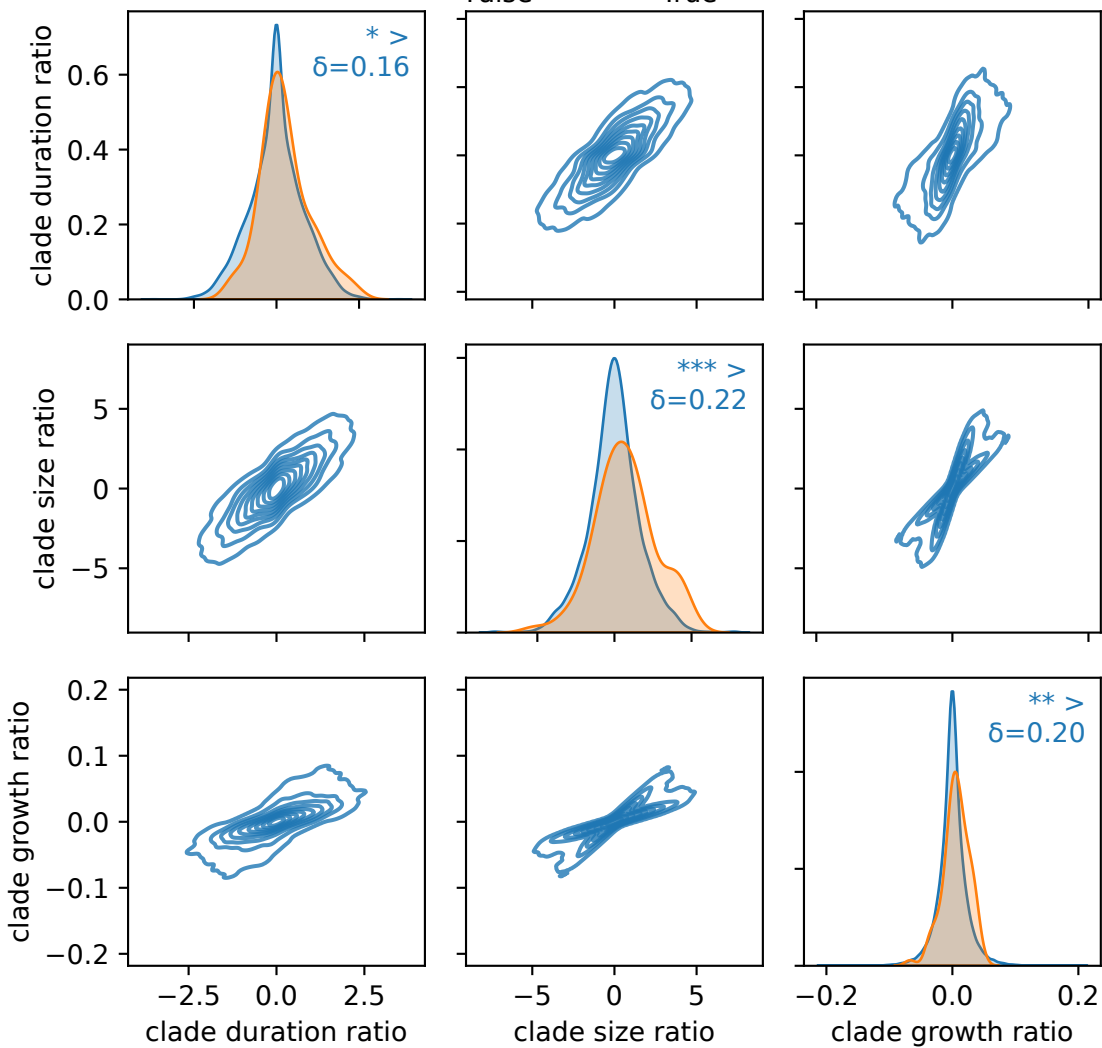 clade duration ratio
0.6
0.4
0.2
0.0
* >
δ=0.16
clade size ratio
5
0
−5
*** >
δ=0.22
clade growth ratio
0.2
0.1
0.0
−0.1
−0.2
** >
δ=0.20
−2.5 0.0 2.5
clade duration ratio
−5 0 5
clade size ratio
−0.2 0.0 0.2
clade growth ratio